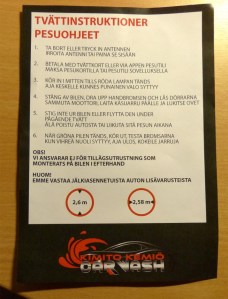 TVÄTTINSTRUKTIONER
PESUOHJEET
1. TA BORT ELLER TRYCK IN ANTENNEN
IRROITA ANTENNI TAI PAINA SE SISÄÄN
2. BETALA MED TVÄTTKORT ELLER VIA APPEN PESUTILI
MAKSA PESUKORTILLA TAI PESUTILI SOVELLUKSELLA
3. KÖR IN I MITTEN TILLS RÖDA LAMPAN TÄNDS
AJA KESKELLE KUNNES PUNAINEN VALO SYTTYY
4. STÄNG AV BILEN, DRA UPP HANDBROMSEN OCH LÅS DÖRRARNA,
SAMMUTA MOOTTORI, LAITA KÄSIJARRU PÄÄLLE JA LUKITSE OVET
5. STIG INTE UR BILEN ELLER FLYTTA DEN UNDER
PÅGÅENDE TVÄTT
ÄLÄ POISTU AUTOSTA TAI LIIKUTA SITÄ PESUN AIKANA
6. NÄR GRÖNA PILEN TÄNDS, KÖR UT, TESTA BROMSARNA
KUN VIHREÄ NUOLI SYTTYY, AJA ULOS, KOKEILE JARRUJA
OBS!
VI ANSVARAR EJ FÖR TILLÄGSUTRUSTNING SOM
MONTERATS PÅ BILEN I EFTERHAND
HUOM!
EMME VASTAA JÄLKIASENNETUISTA AUTON LISÄVARUSTEISTA
2,6 m
2,58 m
KIMITO KEMIÖ
CAR WASH